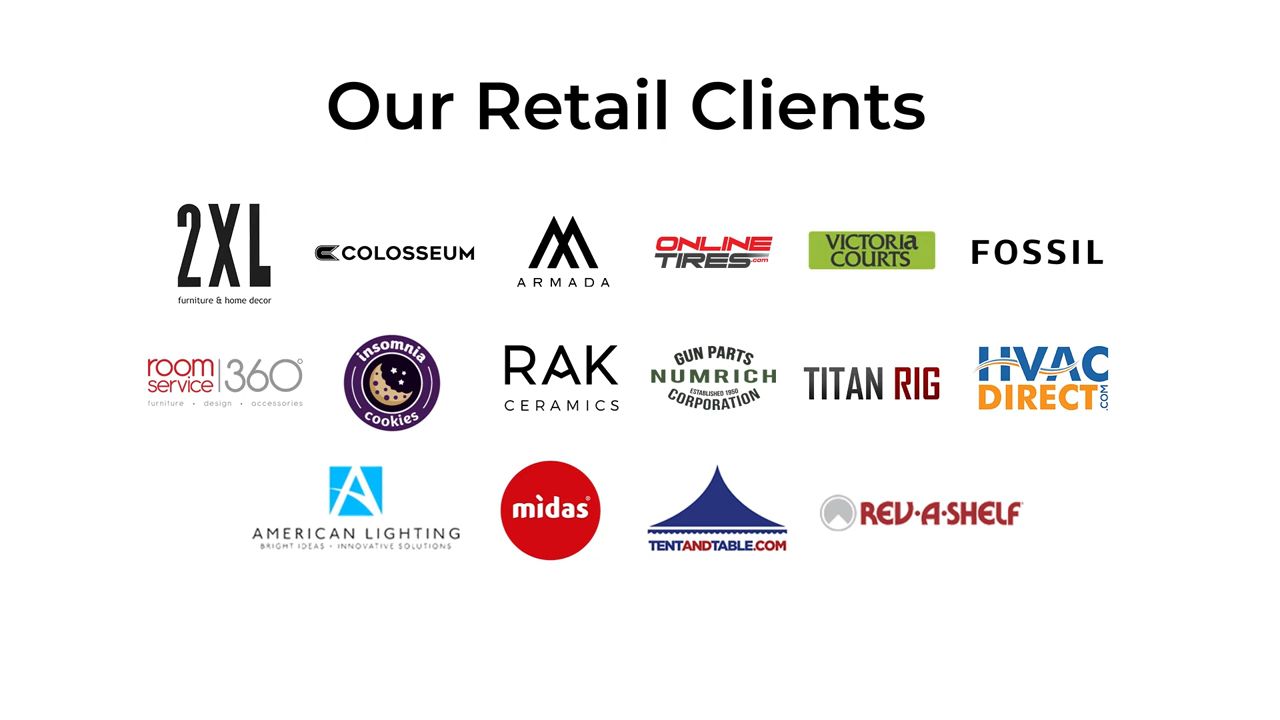 Our Retail Clients
2XL
furniture & home decor
COLOSSEUM
ARMADA
ONLINE
TIRES.com
VICTORIA
COURTS
FOSSIL
room
service
360°
furniture • design • accessories
insomnia
cookies
RAK
CERAMICS
GUN PARTS
NUMRICH
ESTABLISHED 1950
CORPORATION
TITAN RIG
HVAC
DIRECT
.COM
A
AMERICAN LIGHTING
BRIGHT IDEAS • INNOVATIVE SOLUTIONS
mìdas®
TENTANDTABLE.COM
REV·A·SHELF®